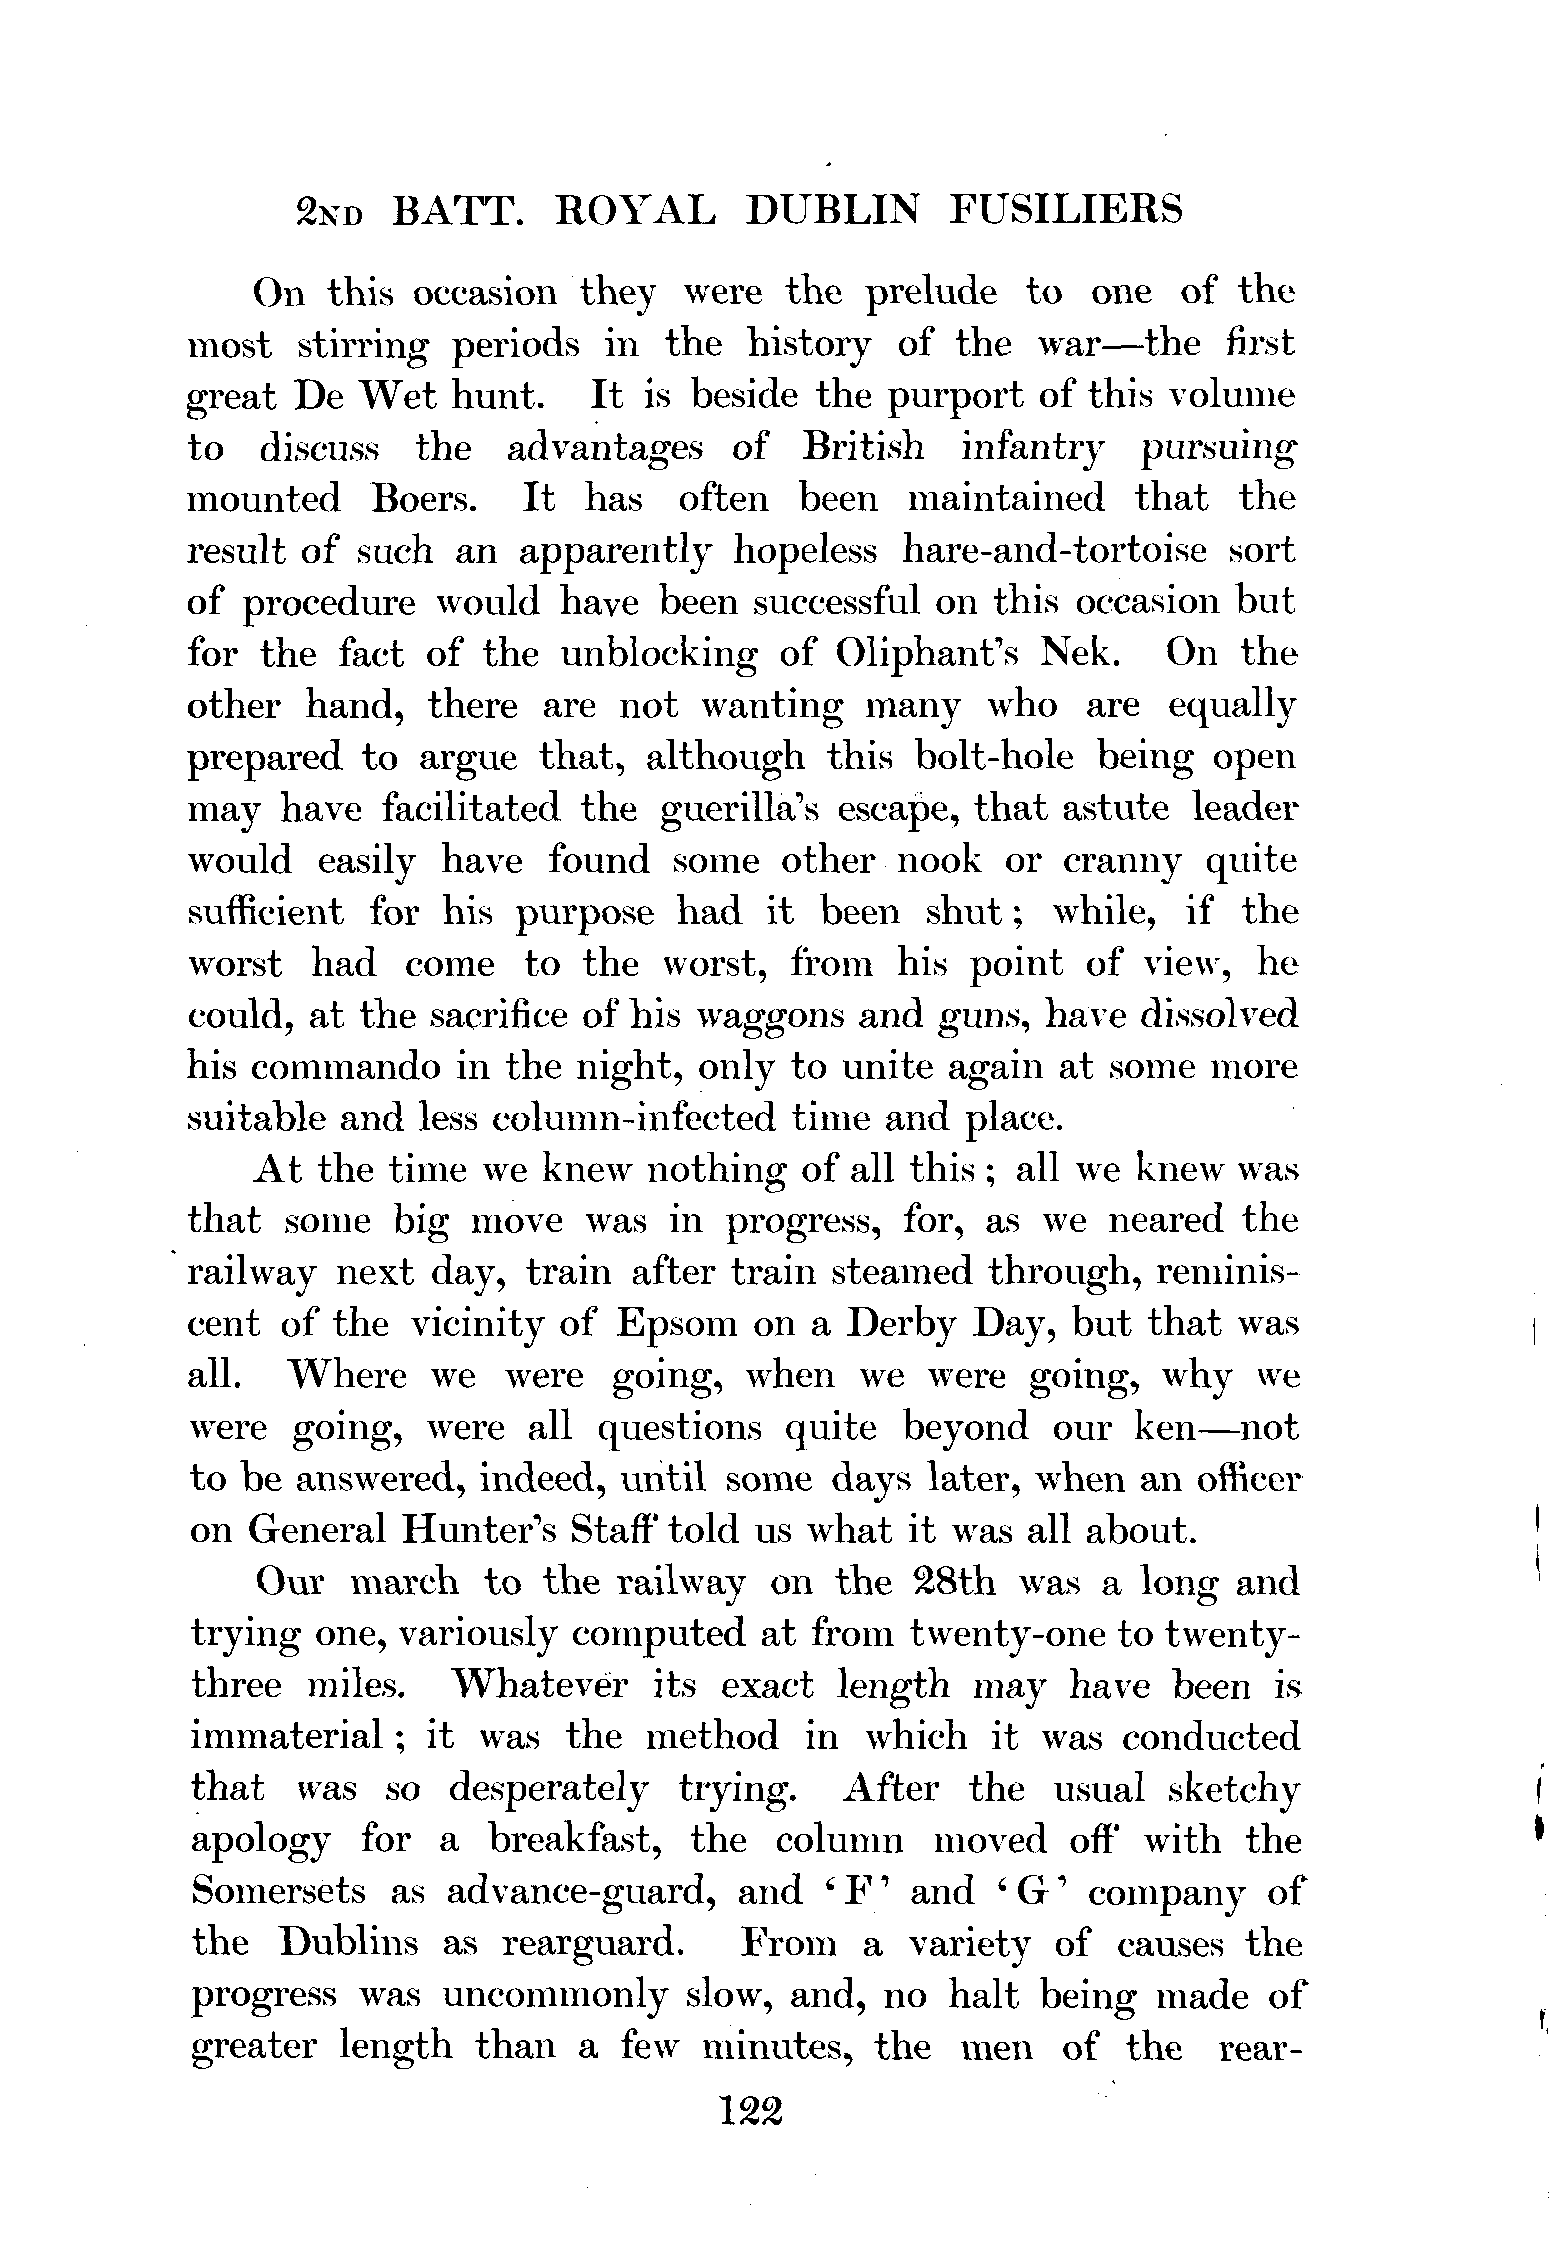 2ND BATT. ROYAL DUBLIN FUSILIERS
On this occasion they were the prelude to one of the
most stirring periods in the history of the war—the first
great De Wet hunt. It is beside the purport of this volume
to discuss the advantages of British infantry pursuing
mounted Boers. It has often been maintained that the
result of such an apparently hopeless hare-and-tortoise sort
of procedure would have been successful on this occasion but
for the fact of the unblocking of Oliphant's Nek. On the
other hand, there are not wanting many who are equally
prepared to argue that, although this bolt-hole being open
may have facilitated the guerilla's escape, that astute leader
would easily have found some other nook or cranny quite
sufficient for his purpose had it been shut; while, if the
worst had come to the worst, from his point of view, he
could, at the sacrifice of his waggons and guns, have dissolved
his commando in the night, only to unite again at some more
suitable and less column-infected time and place.
At the time we knew nothing of all this; all we knew was
that some big move was in progress, for, as we neared the
railway next day, train after train steamed through, reminis-
cent of the vicinity of Epsom on a Derby Day, but that was
all. Where we were going, when we were going, why we
were going, were all questions quite beyond our ken—not
to be answered, indeed, until some days later, when an officer
on General Hunter's Staff told us what it was all about.
Our march to the railway on the 28th was a long and
trying one, variously computed at from twenty-one to twenty-
three miles. Whatever its exact length may have been is
immaterial; it was the method in which it was conducted
that was so desperately trying. After the usual sketchy
apology for a breakfast, the column moved off with the
Somersets as advance-guard, and 'F' and 'G' company of
the Dublins as rearguard. From a variety of causes the
progress was uncommonly slow, and, no halt being made of
greater length than a few minutes, the men of the rear-
122